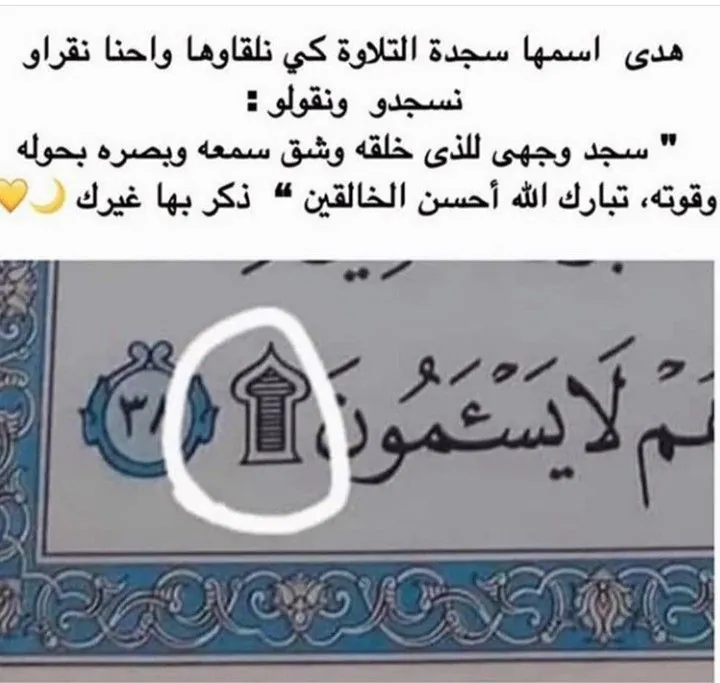 هدى اسمها سجدة التلاوة كي نلقاوها واحنا نقراو
نسجدو ونقولو :
" سجد وجهى للذى خلقه وشق سمعه وبصره بحوله
وقوته، تبارك الله أحسن الخالقين “ ذكر بها غيرك 🌙💛
هُمْ لَا يَسْـَٔمُونَ ۩ ٣٨